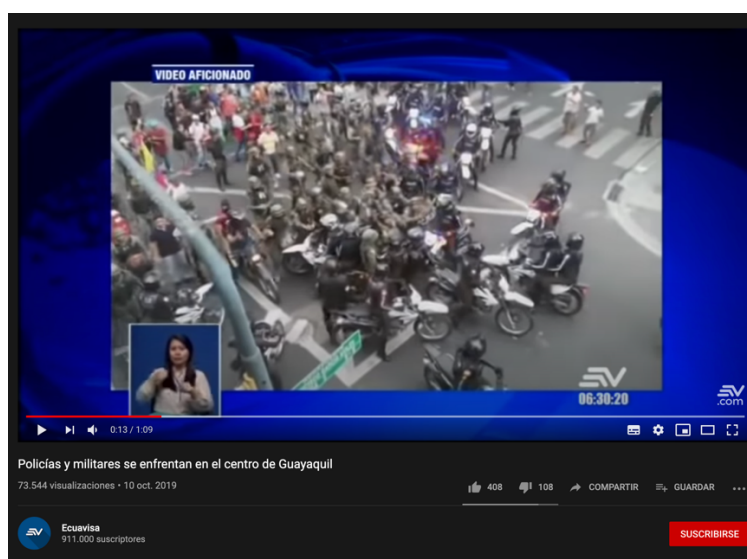 VIDEO AFICIONADO
06:30:20
.com
0:13 / 1:09
Policías y militares se enfrentan en el centro de Guayaquil
73.544 visualizaciones • 10 oct. 2019
408
108
COMPARTIR
GUARDAR
Ecuavisa
911.000 suscriptores
SUSCRIBIRSE